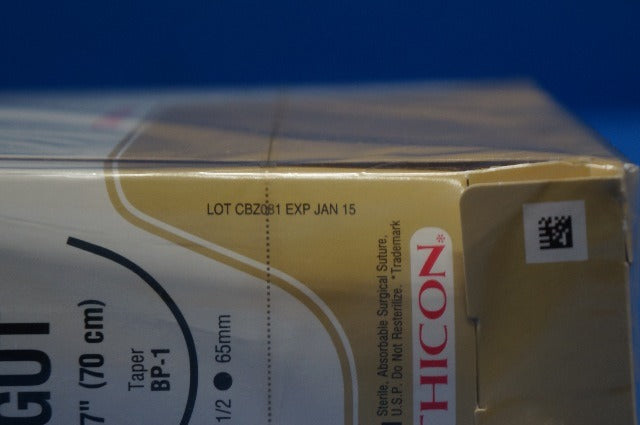 LOT CBZ081 EXP JAN 15
GUT
7" (70 cm)
Taper
BP-1
1/2 ● 65mm
Sterile, Absorbable Surgical Suture,
U.S.P. Do Not Resterilize. *Trademark
THICON*